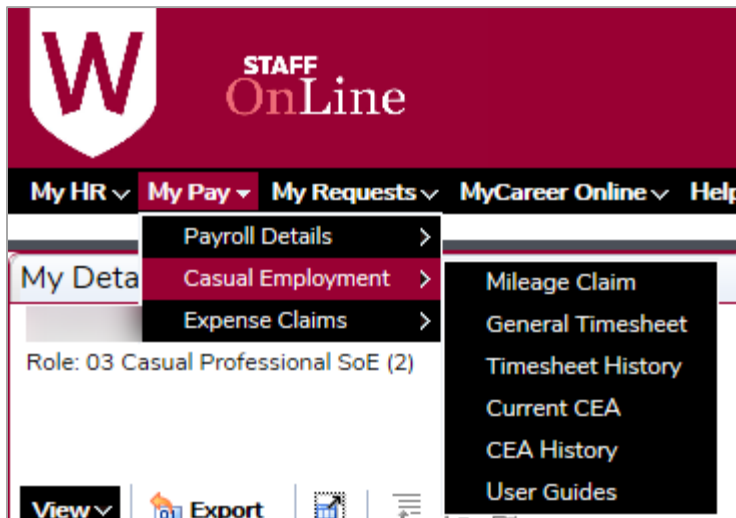 W
STAFF
OnLine
My HR My Pay My Requests MyCareer Online Help
Payroll Details
My Deta
Casual Employment
Mileage Claim
Expense Claims
General Timesheet
Role: 03 Casual Professional SoE (2)
Timesheet History
Current CEA
CEA History
User Guides
View Export